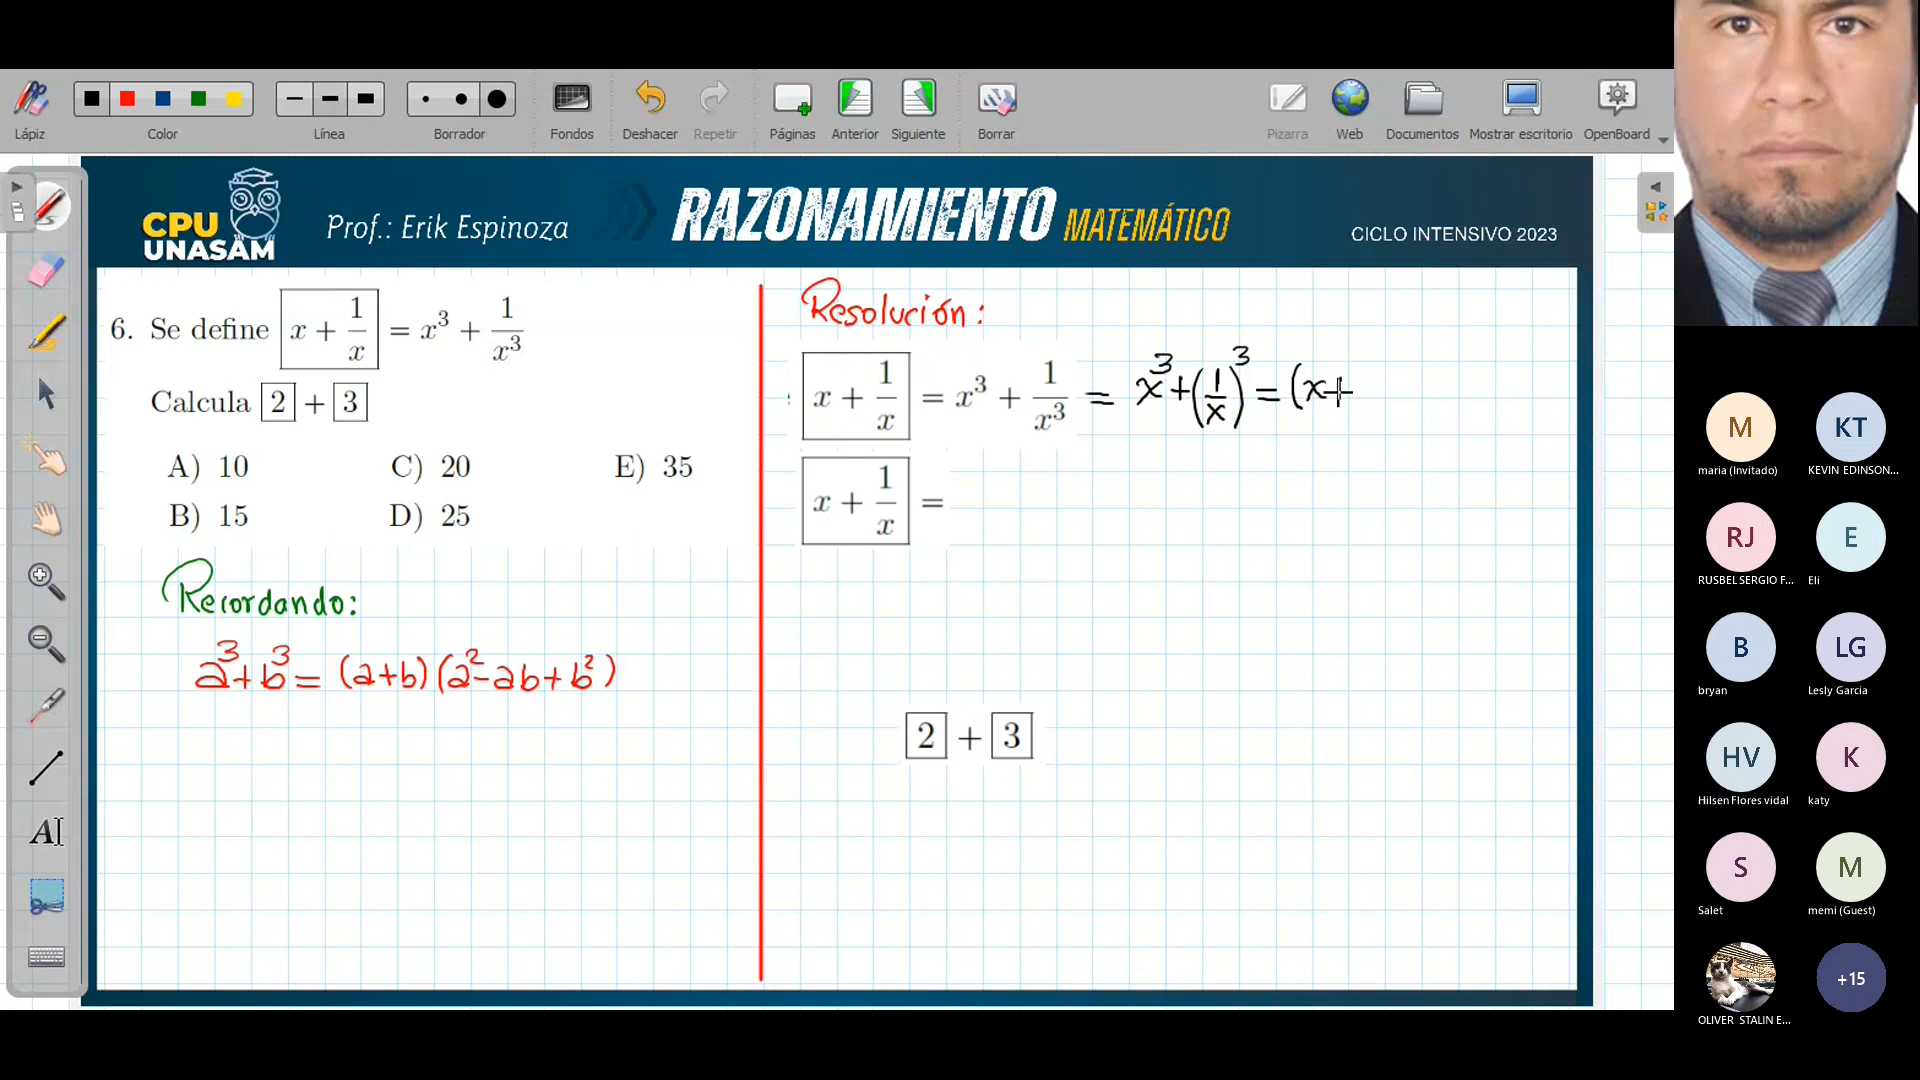 Lápiz
Color
Línea
Borrador
Fondos
Deshacer
Repetir
Páginas
Anterior
Siguiente
Borrar
Pizarra
Web
Documentos
Mostrar escritorio
OpenBoard
CPU
UNASAM
Prof.: Erik Espinoza
RAZONAMIENTO MATEMÁTICO
CICLO INTENSIVO 2023
6. Se define x + 1/x = x³ + 1/x³
Calcula 2 + 3
A) 10 C) 20 E) 35
B) 15 D) 25
Recordando:
a³+b³= (a+b)(a²-ab+b²)
Resolución:
x + 1/x = x³ + 1/x³ = x³+(1/x)³ = (x+
x + 1/x =
2 + 3
AI
M
maria (Invitado)
KT
KEVIN EDINSON...
RJ
RUSBEL SERGIO F...
E
Eli
B
bryan
LG
Lesly Garcia
HV
Hilsen Flores vidal
K
katy
S
Salet
M
memi (Guest)
OLIVER STALIN E...
+15